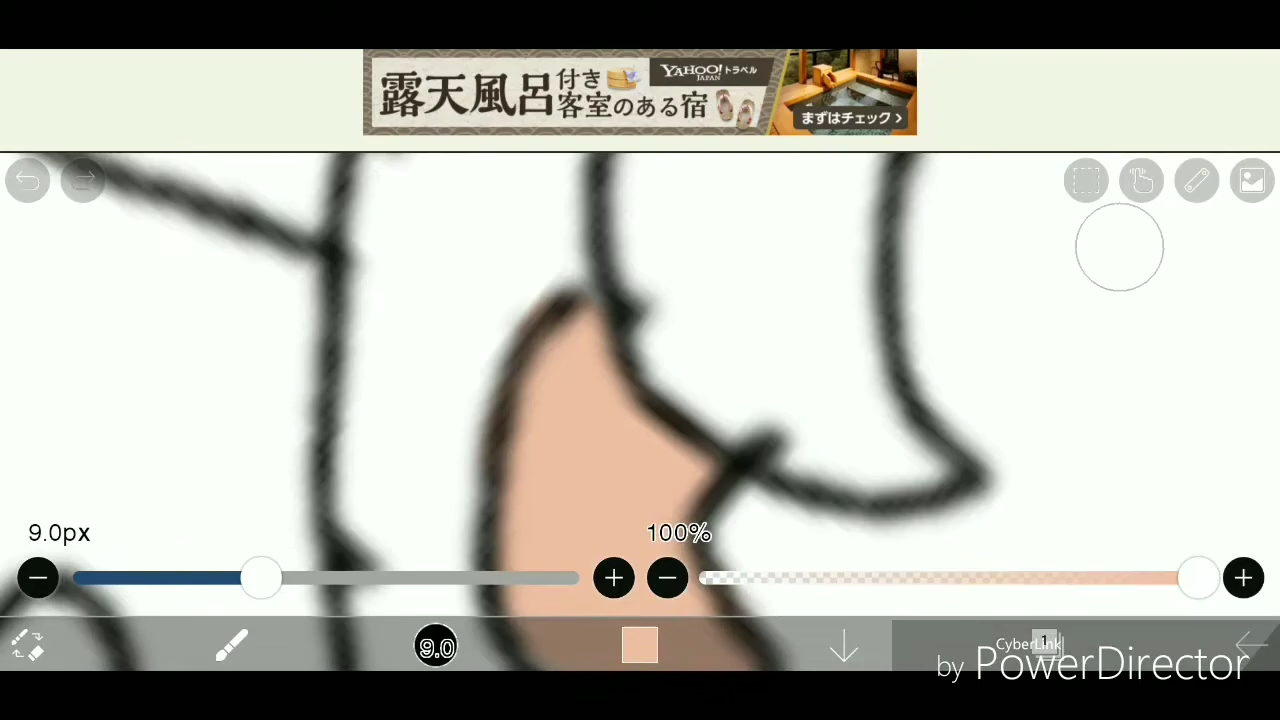 露天風呂付き
客室のある宿
YAHOO! トラベル
JAPAN
まずはチェック >
9.0px
100%
9.0
1
CyberLink
by PowerDirector